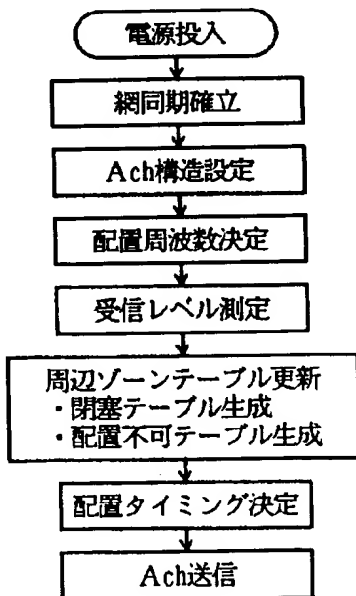 電源投入
網同期確立
Ach構造設定
配置周波数決定
受信レベル測定
周辺ゾーンテーブル更新
・閉塞テーブル生成
・配置不可テーブル生成
配置タイミング決定
Ach送信